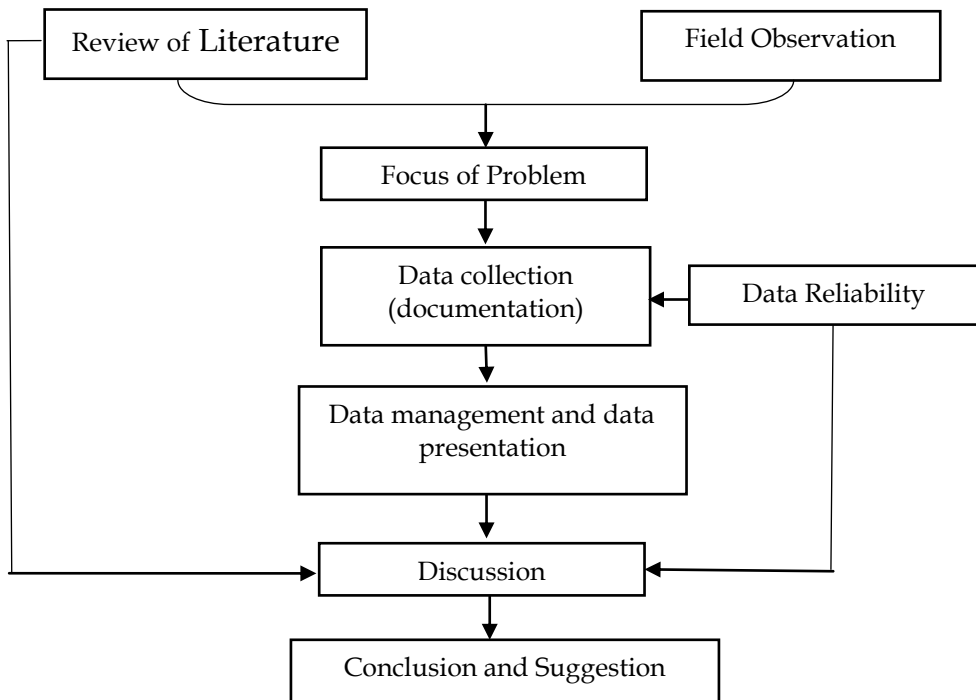 Review of Literature
Field Observation
Focus of Problem
Data collection
(documentation)
Data Reliability
Data management and data
presentation
Discussion
Conclusion and Suggestion